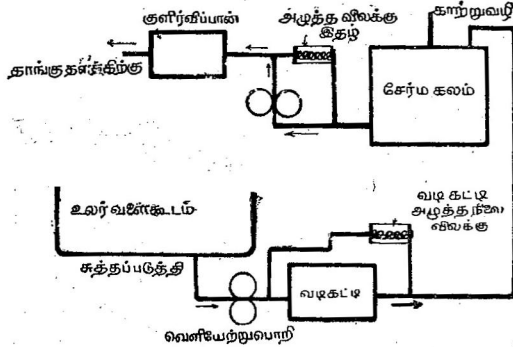 குளிர்விப்பான்
அழுத்த விலக்கு
இதழ்
காற்றுவழி
தாங்கு தளத்திற்கு
சேர்ம கலம்
உலர் வளைகூடம்
வடி கட்டி
அழுத்த நிலை
விலக்கு
சுத்தப்படுத்தி
வடிகட்டி
வெளியேற்றுபொறி